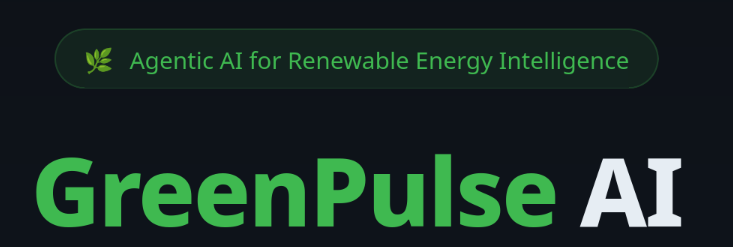 🌿 Agentic AI for Renewable Energy Intelligence
GreenPulse AI